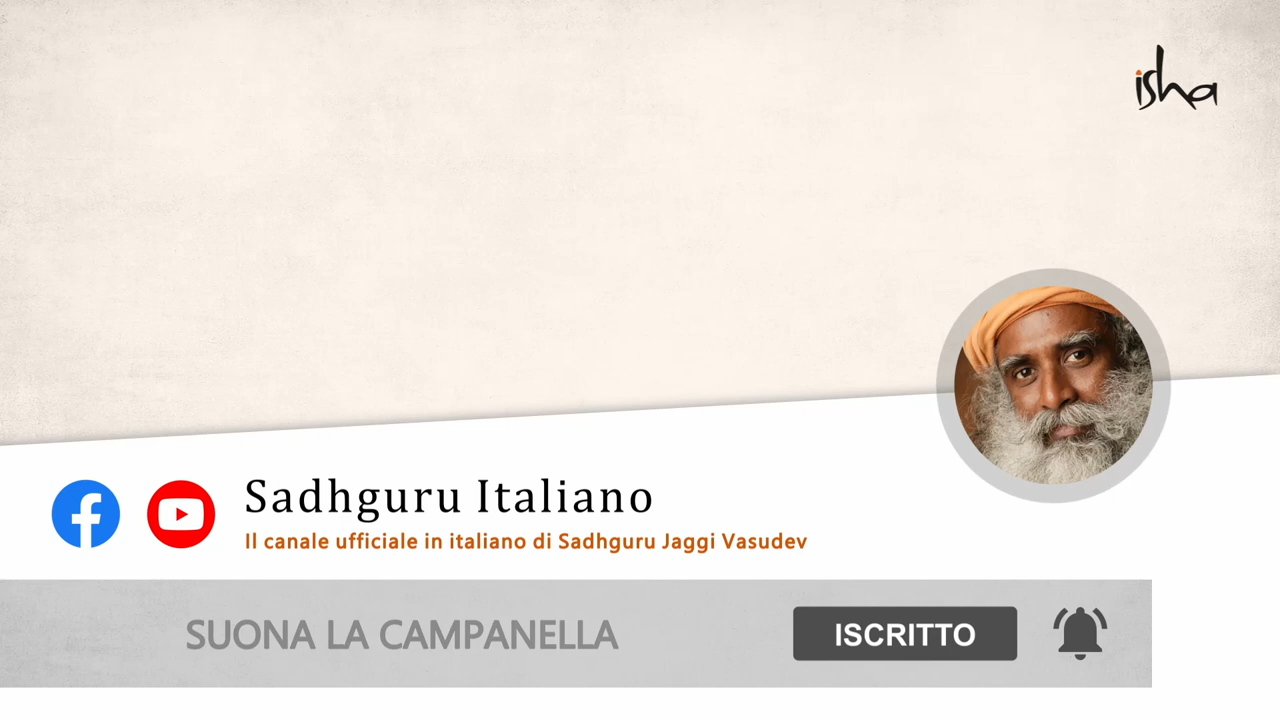 isha
Sadhguru Italiano
Il canale ufficiale in italiano di Sadhguru Jaggi Vasudev
SUONA LA CAMPANELLA
ISCRITTO